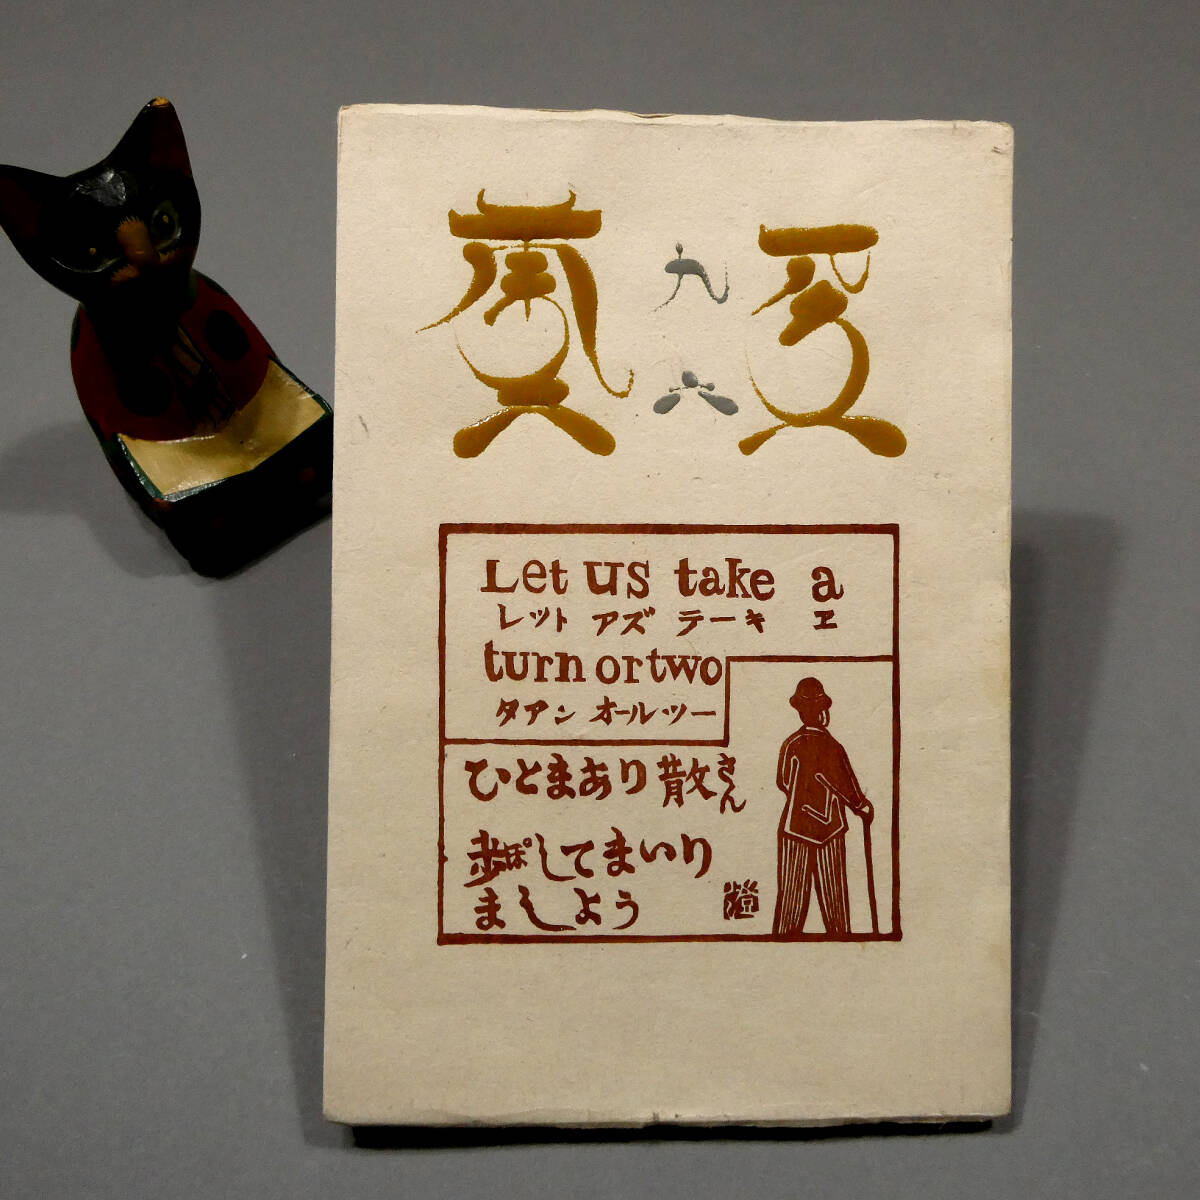 九
六
Let us take a
レット アズ テーキ エ
turn or two
タアン オールツー
ひとまあり散さん
歩ぽしてまいり
ましよう